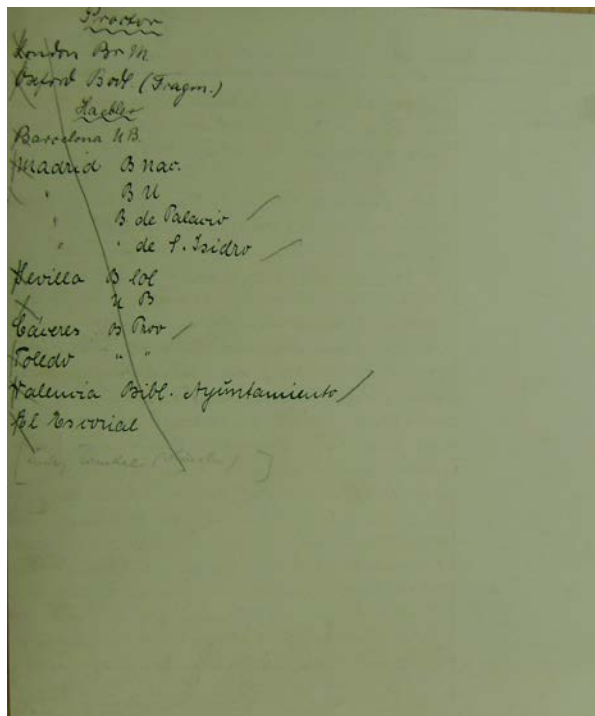 Proctor
London Br M.
Oxford Bodl. (Fragm.)
Haebler
Barcelona U B.
Madrid B Nac.
" B U
" B de Palacio
" " de S. Isidro
Sevilla B Col
U B
Cáceres B Prov
Toledo " "
Valencia Bibl. Ayuntamiento
El Escorial